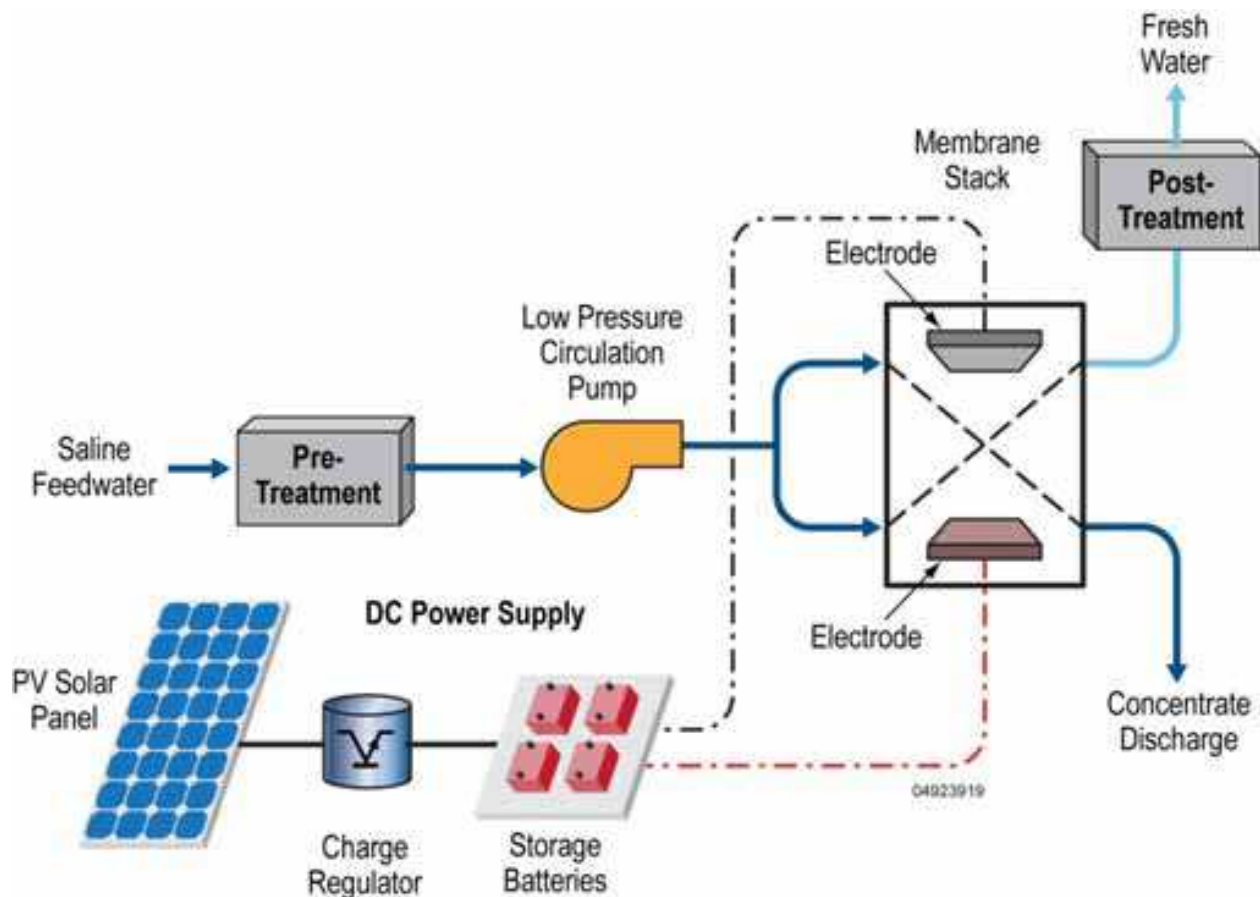 Fresh
Water
Membrane
Stack
Post-
Treatment
Electrode
Low Pressure
Circulation
Pump
Saline
Feedwater
Pre-
Treatment
DC Power Supply
Electrode
PV Solar
Panel
Concentrate
Discharge
04923919
Charge
Regulator
Storage
Batteries